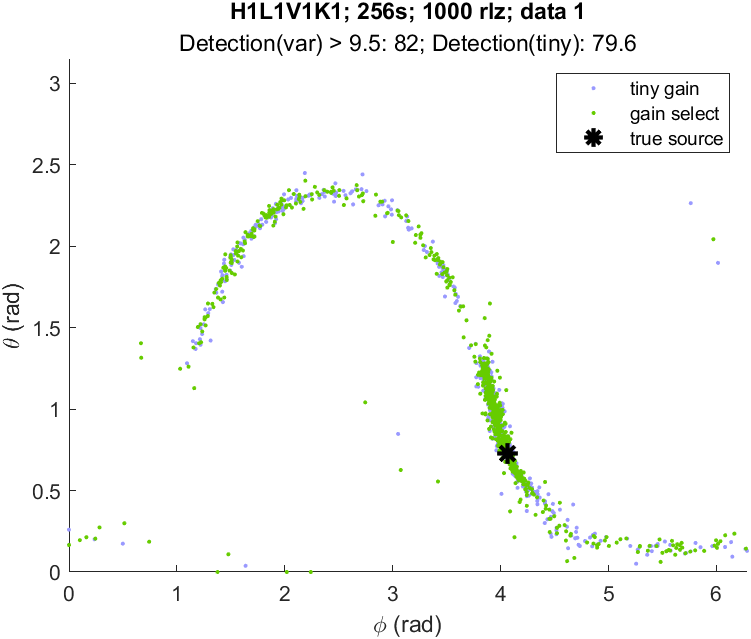 H1L1V1K1; 256s; 1000 rlz; data 1
Detection(var) > 9.5: 82; Detection(tiny): 79.6
tiny gain
gain select
true source
3
2.5
2
1.5
1
0.5
0
θ (rad)
0 1 2 3 4 5 6
ϕ (rad)